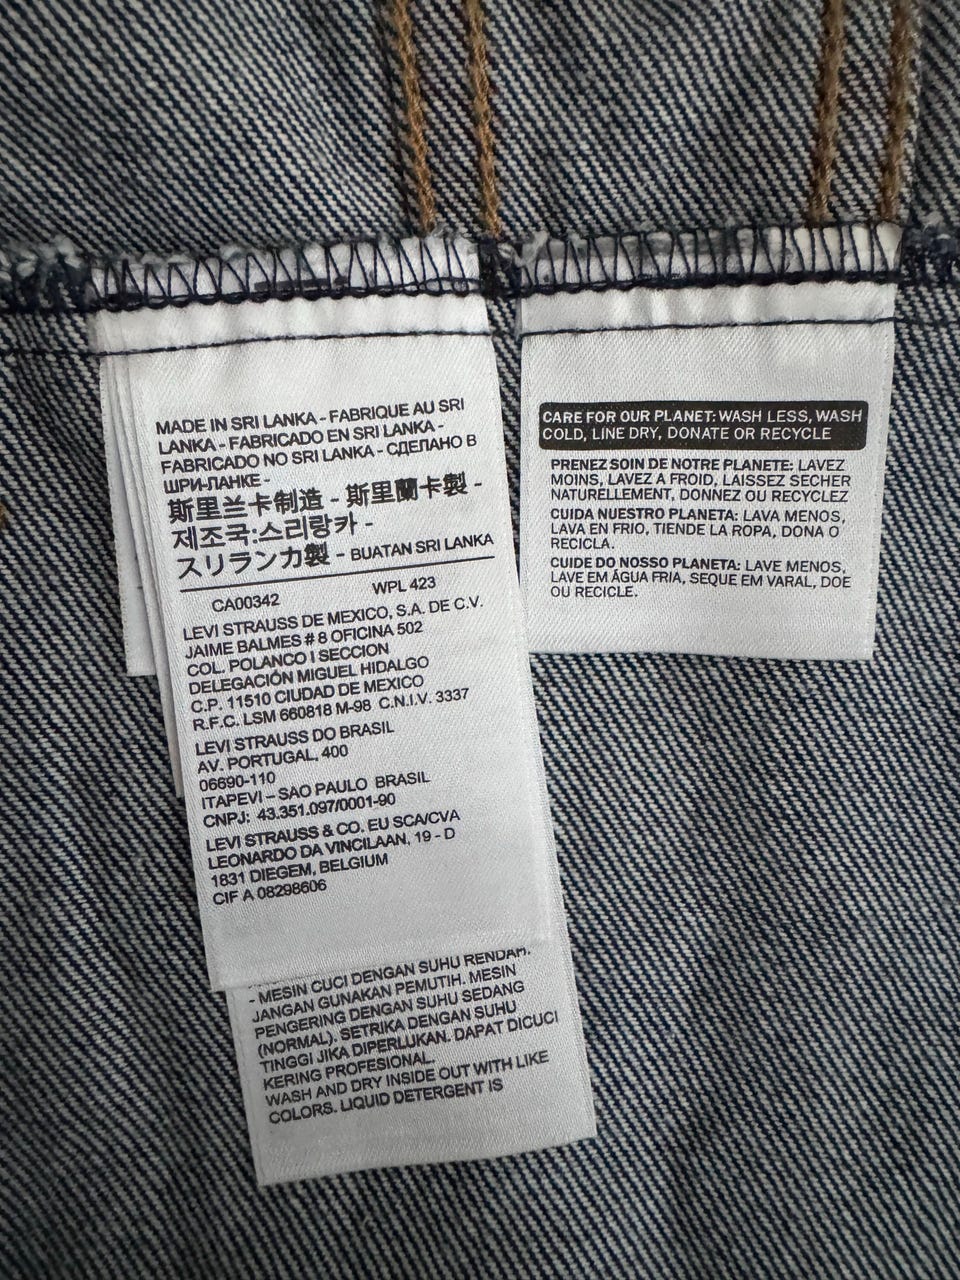 MADE IN SRI LANKA - FABRIQUE AU SRI
LANKA - FABRICADO EN SRI LANKA -
FABRICADO NO SRI LANKA - СДЕЛАНО В
ШРИ-ЛАНКЕ -
斯里兰卡制造 - 斯里蘭卡製 -
제조국:스리랑카 -
スリランカ製 - BUATAN SRI LANKA
CA00342 WPL 423
LEVI STRAUSS DE MEXICO, S.A. DE C.V.
JAIME BALMES # 8 OFICINA 502
COL. POLANCO I SECCION
DELEGACIÓN MIGUEL HIDALGO
C.P. 11510 CIUDAD DE MEXICO
R.F.C. LSM 660818 M-98 C.N.I.V. 3337
LEVI STRAUSS DO BRASIL
AV. PORTUGAL, 400
06690-110
ITAPEVI – SAO PAULO BRASIL
CNPJ: 43.351.097/0001-90
LEVI STRAUSS & CO. EU SCA/CVA
LEONARDO DA VINCILAAN, 19 - D
1831 DIEGEM, BELGIUM
CIF A 08298606
- MESIN CUCI DENGAN SUHU RENDAH.
JANGAN GUNAKAN PEMUTIH. MESIN
PENGERING DENGAN SUHU SEDANG
(NORMAL). SETRIKA DENGAN SUHU
TINGGI JIKA DIPERLUKAN. DAPAT DICUCI
KERING PROFESIONAL.
WASH AND DRY INSIDE OUT WITH LIKE
COLORS. LIQUID DETERGENT IS
CARE FOR OUR PLANET: WASH LESS, WASH
COLD, LINE DRY, DONATE OR RECYCLE
PRENEZ SOIN DE NOTRE PLANETE: LAVEZ
MOINS, LAVEZ A FROID, LAISSEZ SECHER
NATURELLEMENT, DONNEZ OU RECYCLEZ
CUIDA NUESTRO PLANETA: LAVA MENOS,
LAVA EN FRIO, TIENDE LA ROPA, DONA O
RECICLA.
CUIDE DO NOSSO PLANETA: LAVE MENOS,
LAVE EM ÁGUA FRIA, SEQUE EM VARAL, DOE
OU RECICLE.